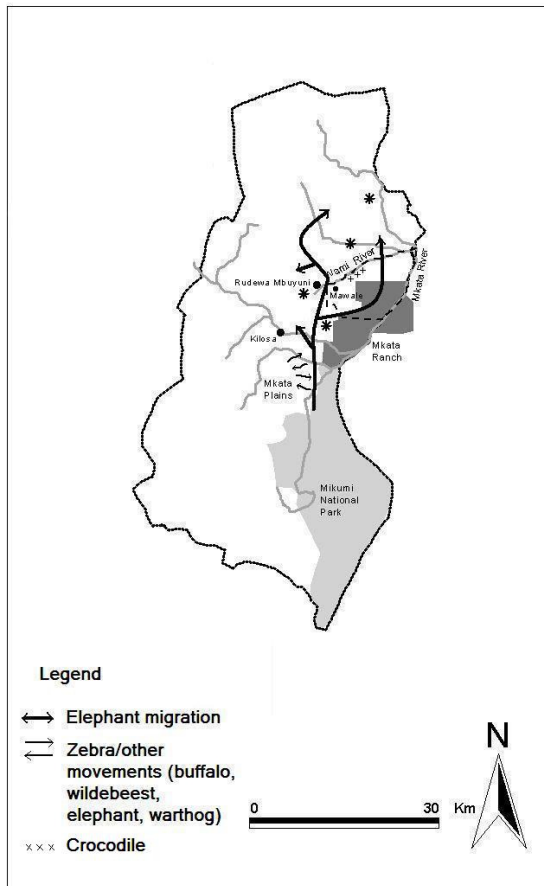 Nami River
Mkata River
Rudewa Mbuyuni
Mawale
Kilosa
Mkata
Ranch
Mkata
Plains
Mikumi
National
Park
Legend
Elephant migration
Zebra/other
movements (buffalo,
wildebeest,
elephant, warthog)
××× Crocodile
N
0 30 Km